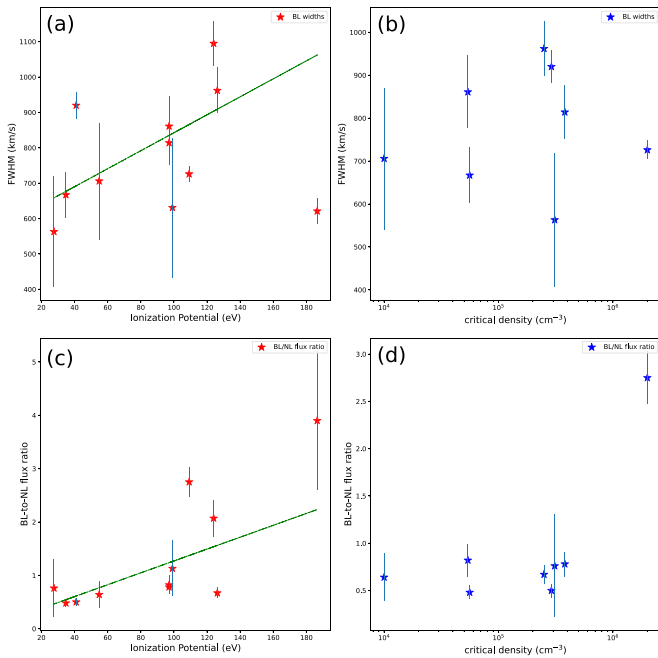 (a)
BL widths
1100
1000
900
800
700
600
500
400
FWHM (km/s)
20 40 60 80 100 120 140 160 180
Ionization Potential (eV)
(b)
BL widths
1000
900
800
700
600
500
400
FWHM (km/s)
10⁴ 10⁵ 10⁶
critical density (cm⁻³)
(c)
BL/NL flux ratio
5
4
3
2
1
0
BL-to-NL flux ratio
20 40 60 80 100 120 140 160 180
Ionization Potential (eV)
(d)
BL/NL flux ratio
3.0
2.5
2.0
1.5
1.0
0.5
BL-to-NL flux ratio
10⁴ 10⁵ 10⁶
critical density (cm⁻³)